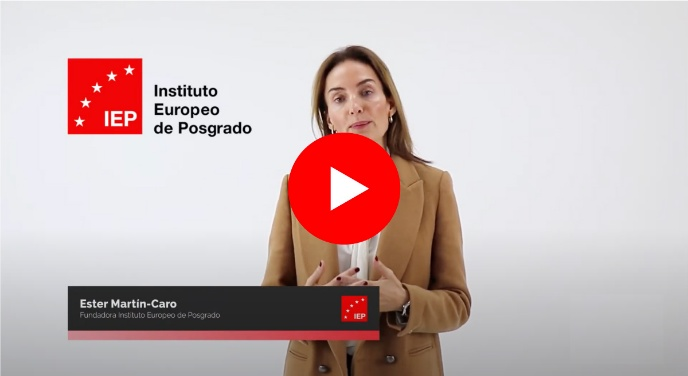 IEP
Instituto
Europeo
de Posgrado
Ester Martín-Caro
Fundadora Instituto Europeo de Posgrado
IEP